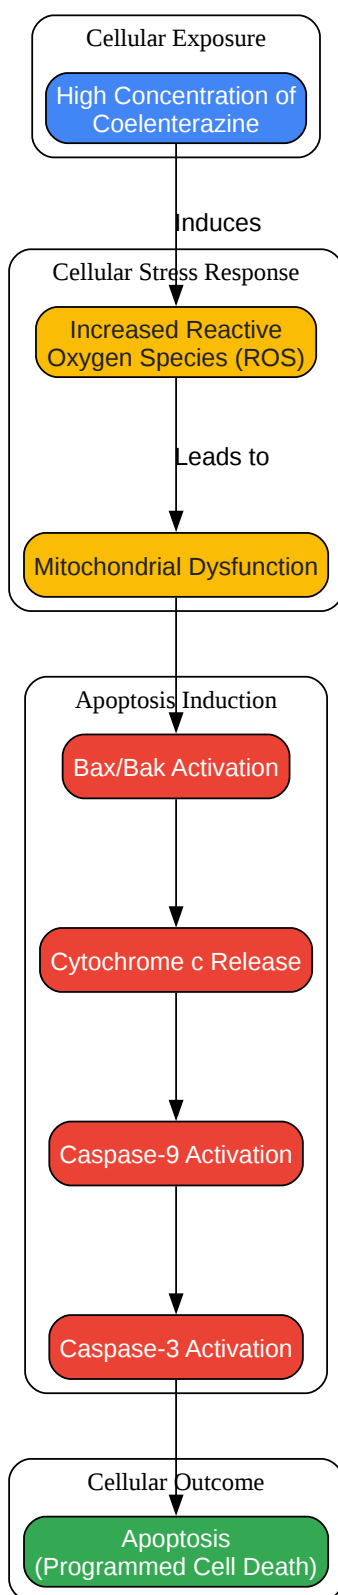 Cellular Exposure
High Concentration of
Coelenterazine
Induces
Cellular Stress Response
Increased Reactive
Oxygen Species (ROS)
Leads to
Mitochondrial Dysfunction
Apoptosis Induction
Bax/Bak Activation
Cytochrome c Release
Caspase-9 Activation
Caspase-3 Activation
Cellular Outcome
Apoptosis
(Programmed Cell Death)